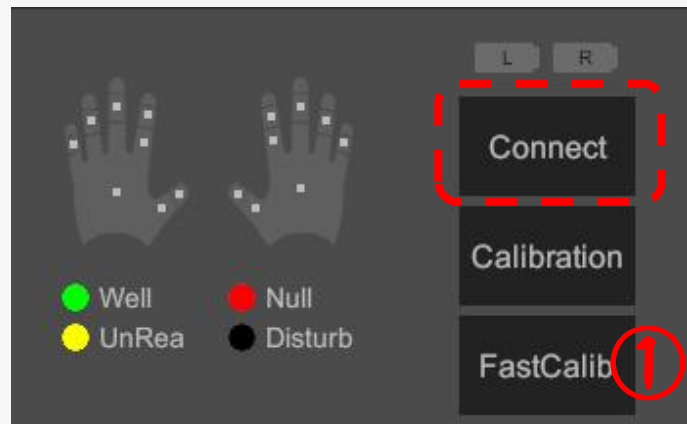 L R
Connect
Calibration
Well Null
UnRea Disturb
FastCalib
①